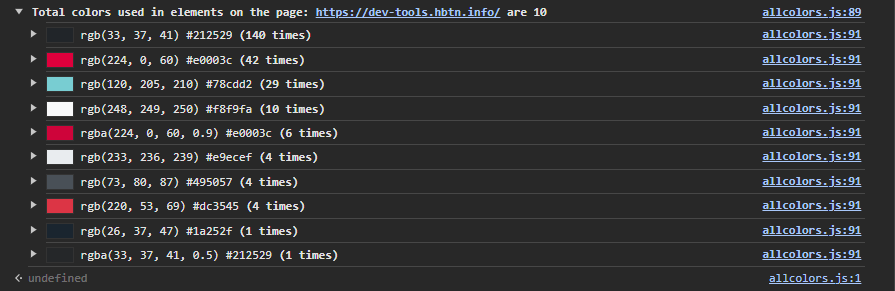 Total colors used in elements on the page: https://dev-tools.hbtn.info/ are 10 allcolors.js:89
rgb(33, 37, 41) #212529 (140 times) allcolors.js:91
rgb(224, 0, 60) #e0003c (42 times) allcolors.js:91
rgb(120, 205, 210) #78cdd2 (29 times) allcolors.js:91
rgb(248, 249, 250) #f8f9fa (10 times) allcolors.js:91
rgba(224, 0, 60, 0.9) #e0003c (6 times) allcolors.js:91
rgb(233, 236, 239) #e9ecef (4 times) allcolors.js:91
rgb(73, 80, 87) #495057 (4 times) allcolors.js:91
rgb(220, 53, 69) #dc3545 (4 times) allcolors.js:91
rgb(26, 37, 47) #1a252f (1 times) allcolors.js:91
rgba(33, 37, 41, 0.5) #212529 (1 times) allcolors.js:91
undefined allcolors.js:1